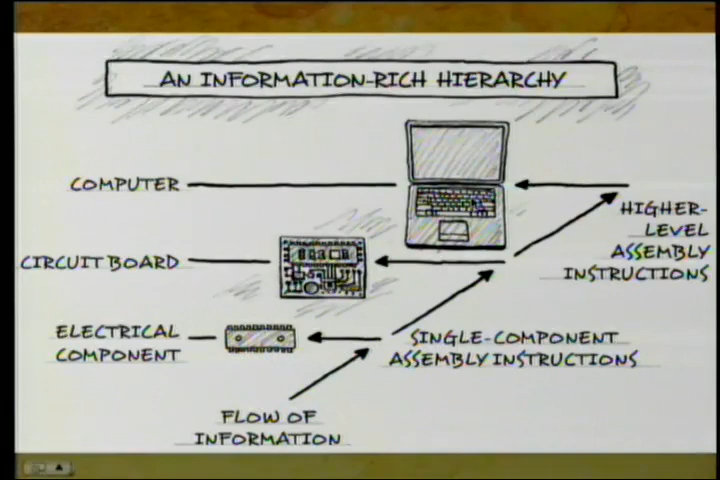 AN INFORMATION-RICH HIERARCHY
COMPUTER
HIGHER-
LEVEL
ASSEMBLY
INSTRUCTIONS
CIRCUIT BOARD
ELECTRICAL
COMPONENT
SINGLE-COMPONENT
ASSEMBLY INSTRUCTIONS
FLOW OF
INFORMATION